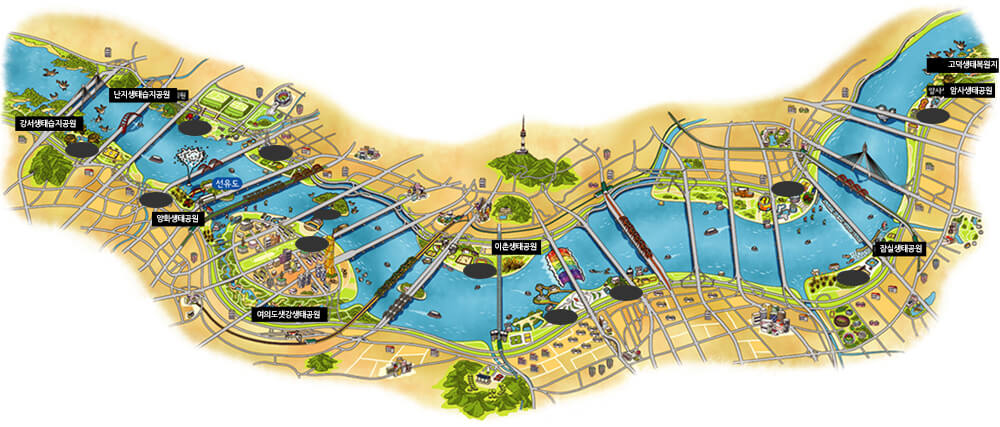 고덕생태복원지
암사생태공원
난지생태습지공원
강서생태습지공원
선유도
양화생태공원
이촌생태공원
잠실생태공원
여의도샛강생태공원